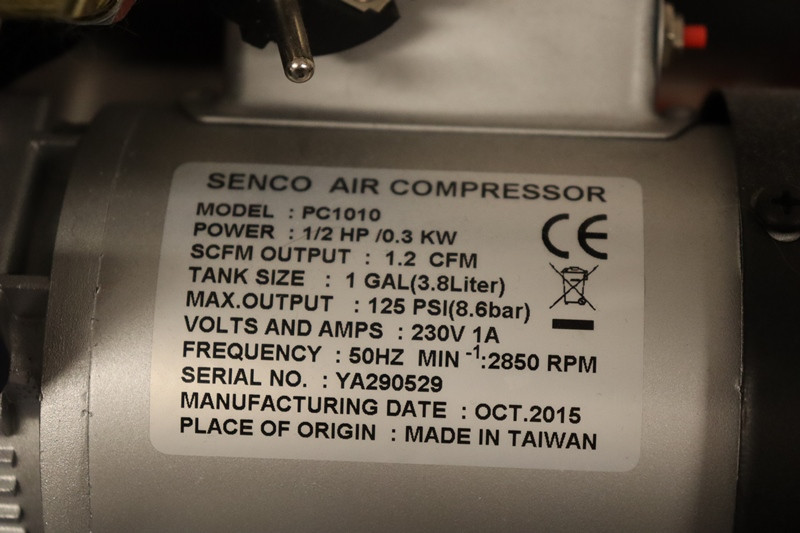 SENCO AIR COMPRESSOR
MODEL : PC1010
POWER : 1/2 HP /0.3 KW
SCFM OUTPUT : 1.2 CFM
TANK SIZE : 1 GAL(3.8Liter)
MAX.OUTPUT : 125 PSI(8.6bar)
VOLTS AND AMPS : 230V 1A
FREQUENCY : 50HZ MIN -1:2850 RPM
SERIAL NO. : YA290529
MANUFACTURING DATE : OCT.2015
PLACE OF ORIGIN : MADE IN TAIWAN
CE